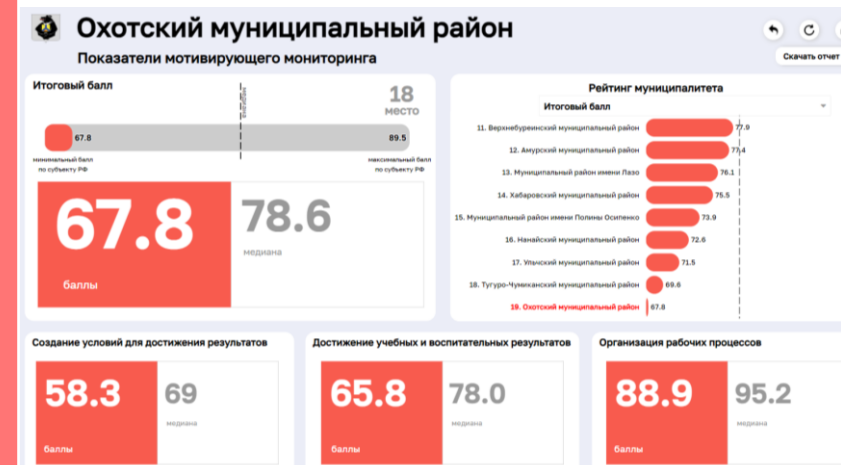 Охотский муниципальный район
Показатели мотивирующего мониторинга
Скачать отчет
Итоговый балл
медиана
18
место
67.8
89.5
минимальный балл
по субъекту РФ
максимальный балл
по субъекту РФ
67.8
баллы
78.6
медиана
Рейтинг муниципалитета
Итоговый балл
11. Верхнебуреинский муниципальный район 77.9
12. Амурский муниципальный район 77.4
13. Муниципальный район имени Лазо 76.1
14. Хабаровский муниципальный район 75.5
15. Муниципальный район имени Полины Осипенко 73.9
16. Нанайский муниципальный район 72.6
17. Ульчский муниципальный район 71.5
18. Тугуро-Чумиканский муниципальный район 69.6
19. Охотский муниципальный район 67.8
Создание условий для достижения результатов
58.3
баллы
69
медиана
Достижение учебных и воспитательных результатов
65.8
баллы
78.0
медиана
Организация рабочих процессов
88.9
баллы
95.2
медиана